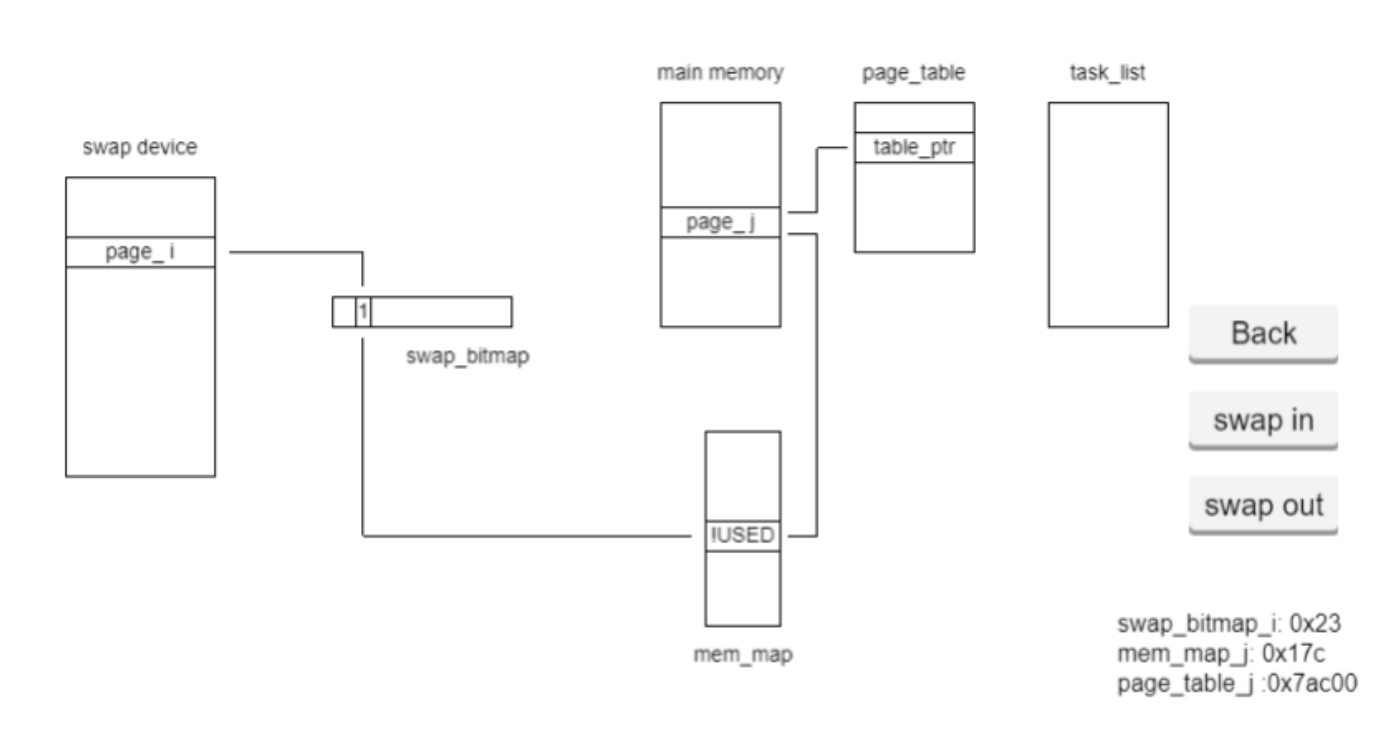 main memory
page_table
task_list
swap device
table_ptr
page_ j
page_ i
1
swap_bitmap
Back
swap in
swap out
!USED
mem_map
swap_bitmap_i: 0x23
mem_map_j: 0x17c
page_table_j :0x7ac00